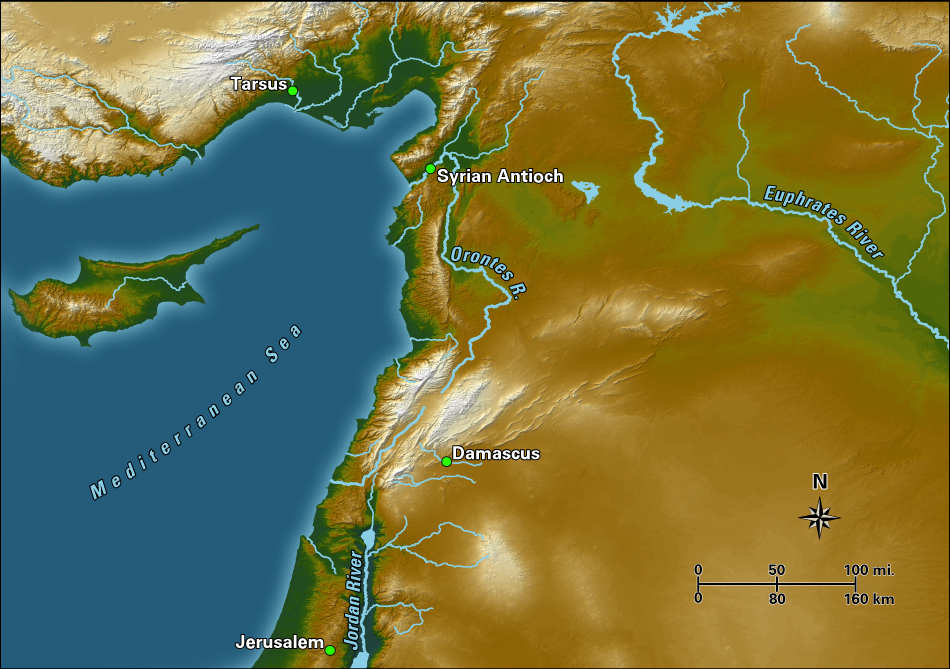 Tarsus
Syrian Antioch
Euphrates River
Orontes R.
Mediterranean Sea
Damascus
N
0 50 100 mi.
0 80 160 km
Jordan River
Jerusalem